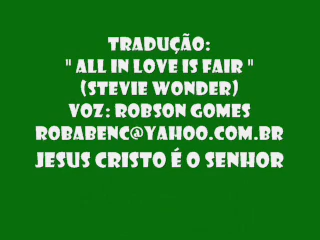 TRADUÇÃO:
" ALL IN LOVE IS FAIR "
(STEVIE WONDER)
VOZ: ROBSON GOMES
ROBABENC@YAHOO.COM.BR
JESUS CRISTO É O SENHOR